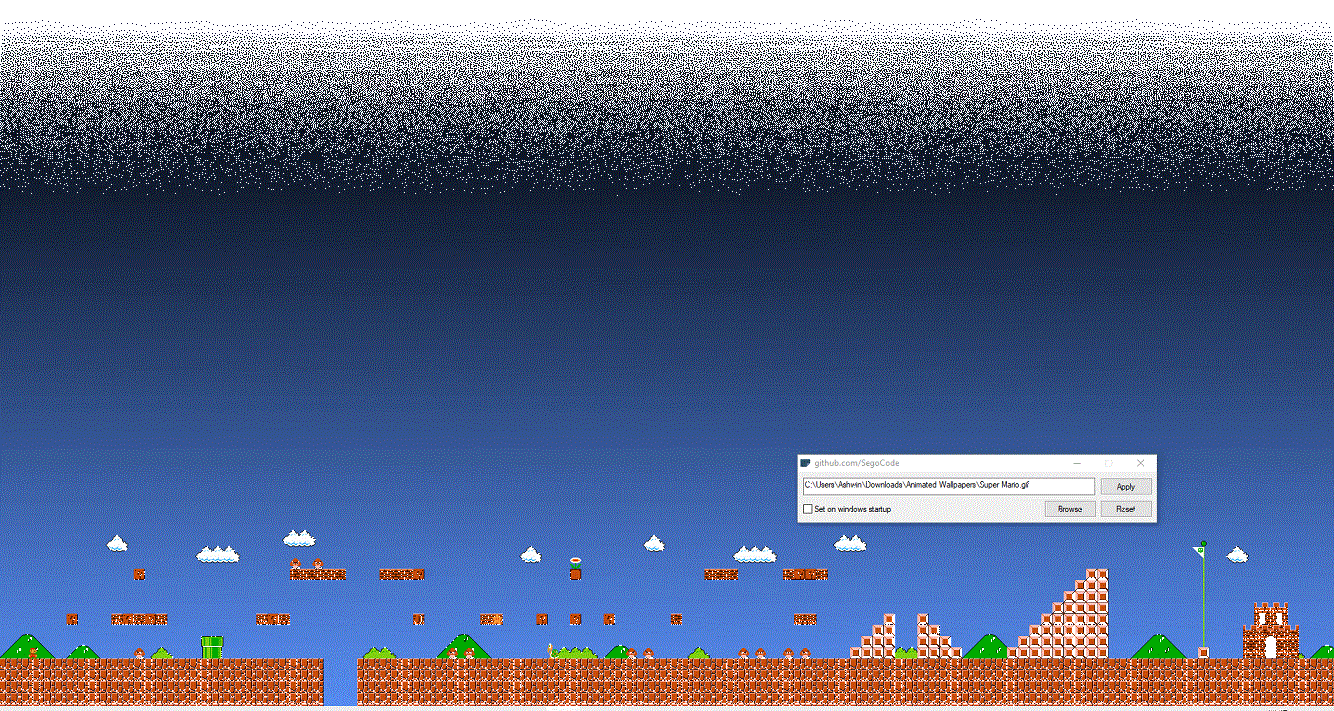 github.com/SegoCode
C:\Users\Ashwin\Downloads\Animated Wallpapers\Super Mario.gif
Apply
Set on windows startup
Browse
Reset